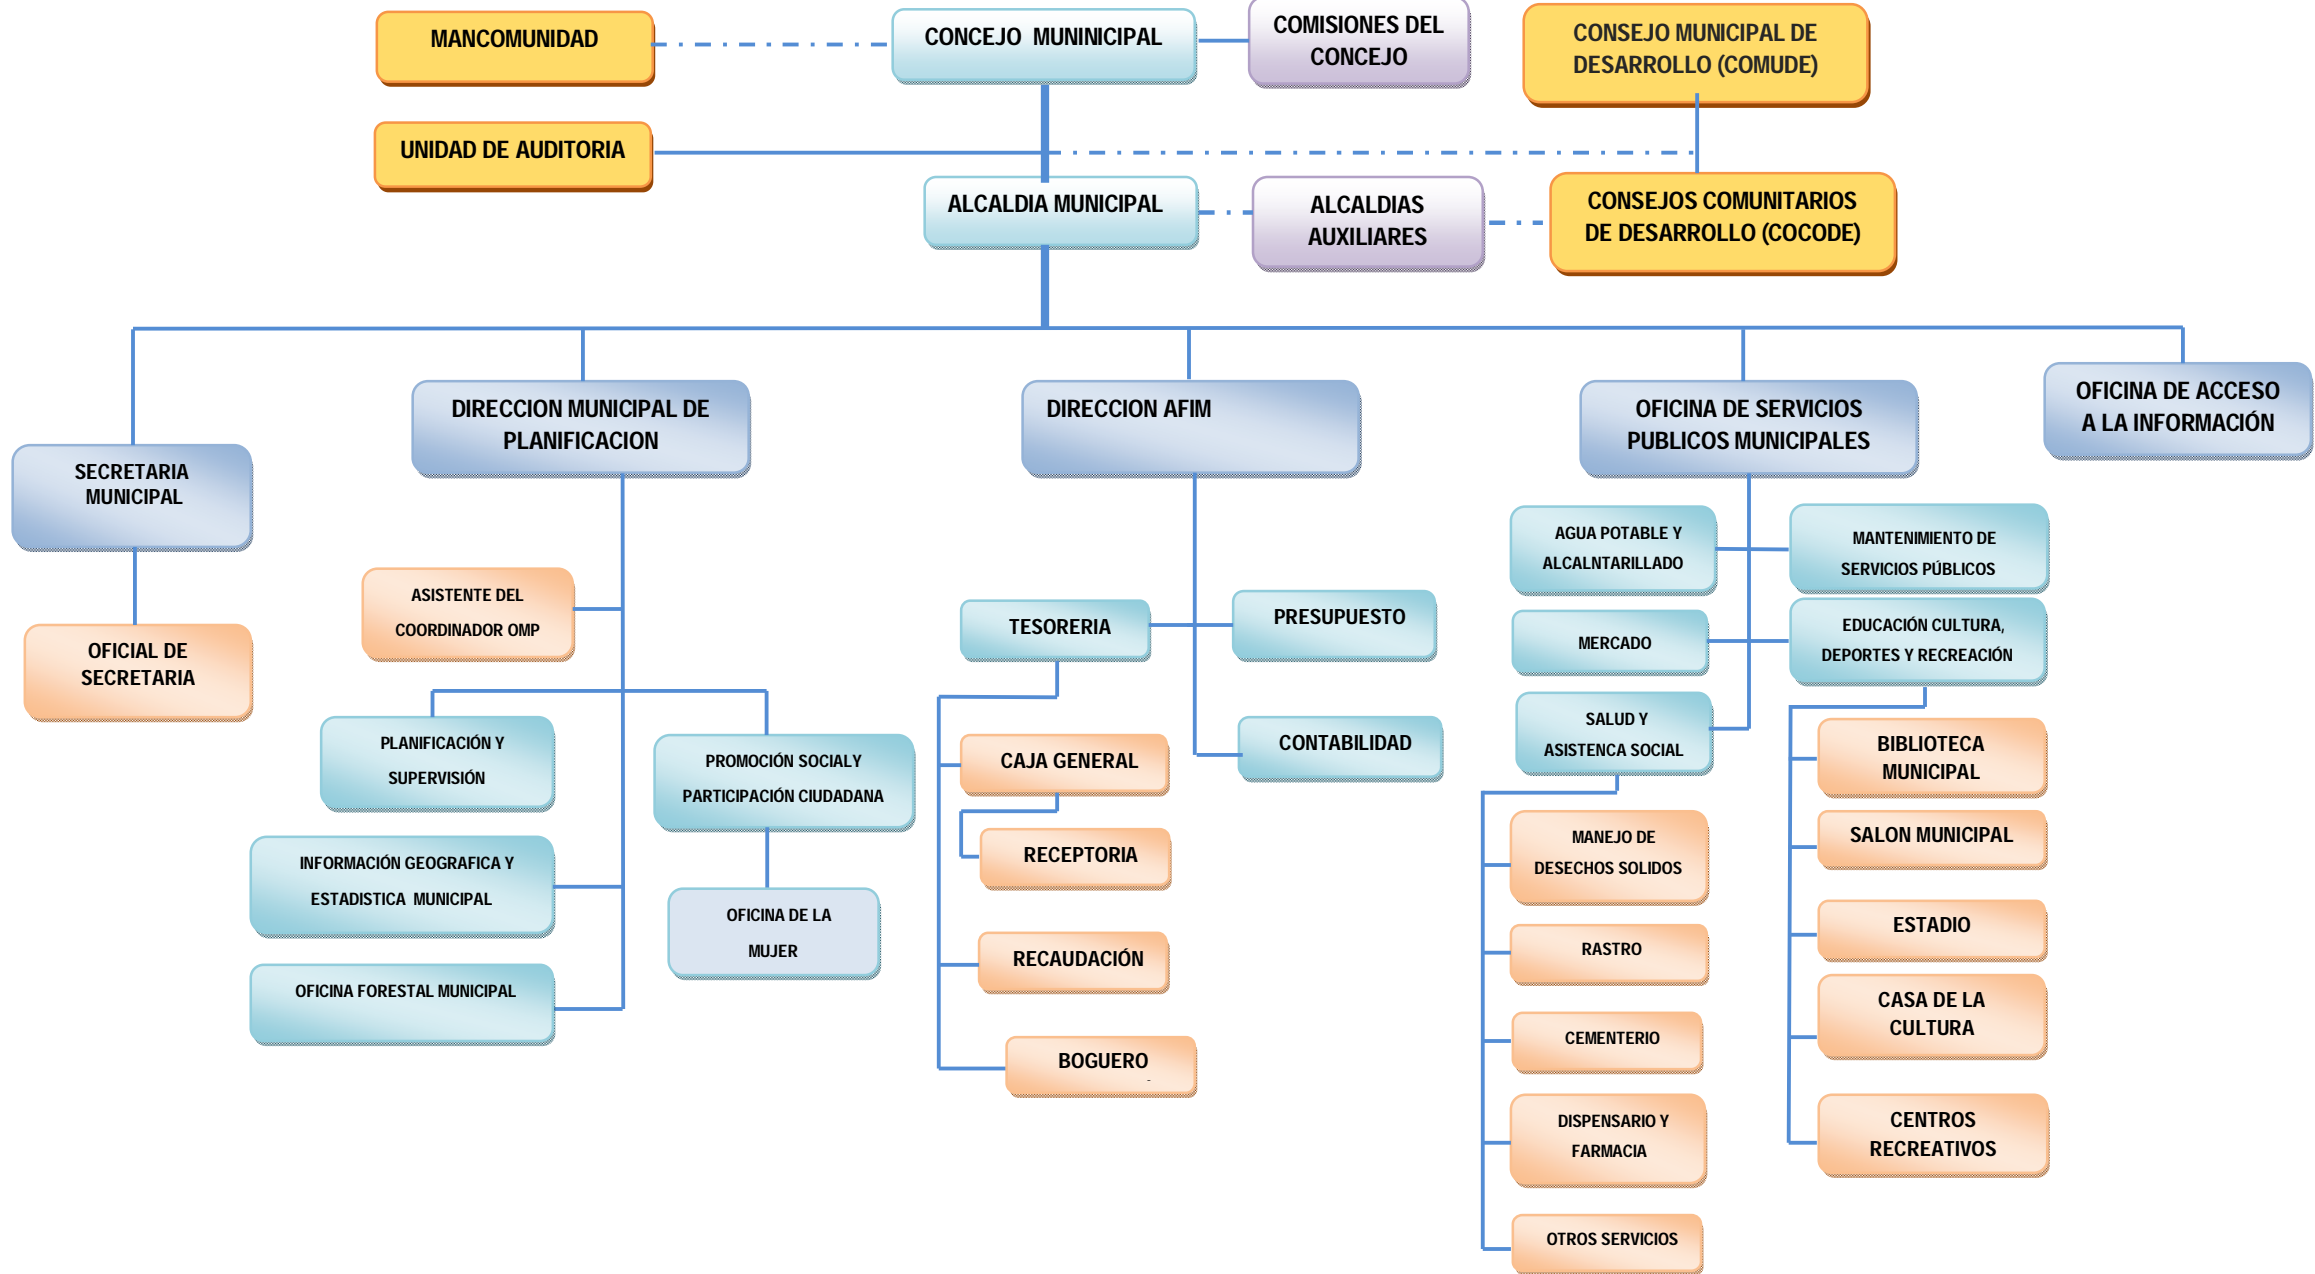 MANCOMUNIDAD
CONCEJO MUNINICIPAL
COMISIONES DEL
CONCEJO
CONSEJO MUNICIPAL DE
DESARROLLO (COMUDE)
UNIDAD DE AUDITORIA
ALCALDIA MUNICIPAL
ALCALDIAS
AUXILIARES
CONSEJOS COMUNITARIOS
DE DESARROLLO (COCODE)
SECRETARIA
MUNICIPAL
DIRECCION MUNICIPAL DE
PLANIFICACION
DIRECCION AFIM
OFICINA DE SERVICIOS
PUBLICOS MUNICIPALES
OFICINA DE ACCESO
A LA INFORMACIÓN
OFICIAL DE
SECRETARIA
ASISTENTE DEL
COORDINADOR OMP
PLANIFICACIÓN Y
SUPERVISIÓN
PROMOCIÓN SOCIALY
PARTICIPACIÓN CIUDADANA
INFORMACIÓN GEOGRAFICA Y
ESTADISTICA MUNICIPAL
OFICINA DE LA
MUJER
OFICINA FORESTAL MUNICIPAL
TESORERIA
PRESUPUESTO
CONTABILIDAD
CAJA GENERAL
RECEPTORIA
RECAUDACIÓN
BOGUERO
AGUA POTABLE Y
ALCALNTARILLADO
MANTENIMIENTO DE
SERVICIOS PÚBLICOS
MERCADO
EDUCACIÓN CULTURA,
DEPORTES Y RECREACIÓN
SALUD Y
ASISTENCA SOCIAL
MANEJO DE
DESECHOS SOLIDOS
RASTRO
CEMENTERIO
DISPENSARIO Y
FARMACIA
OTROS SERVICIOS
BIBLIOTECA
MUNICIPAL
SALON MUNICIPAL
ESTADIO
CASA DE LA
CULTURA
CENTROS
RECREATIVOS